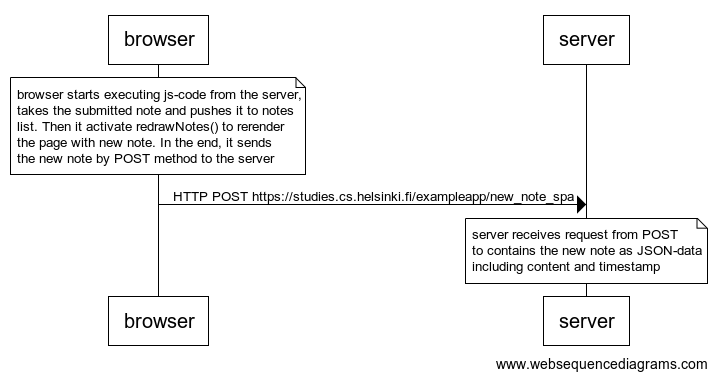 browser
server
browser starts executing js-code from the server,
takes the submitted note and pushes it to notes
list. Then it activate redrawNotes() to rerender
the page with new note. In the end, it sends
the new note by POST method to the server
HTTP POST https://studies.cs.helsinki.fi/exampleapp/new_note_spa
server receives request from POST
to contains the new note as JSON-data
including content and timestamp
browser
server
www.websequencediagrams.com